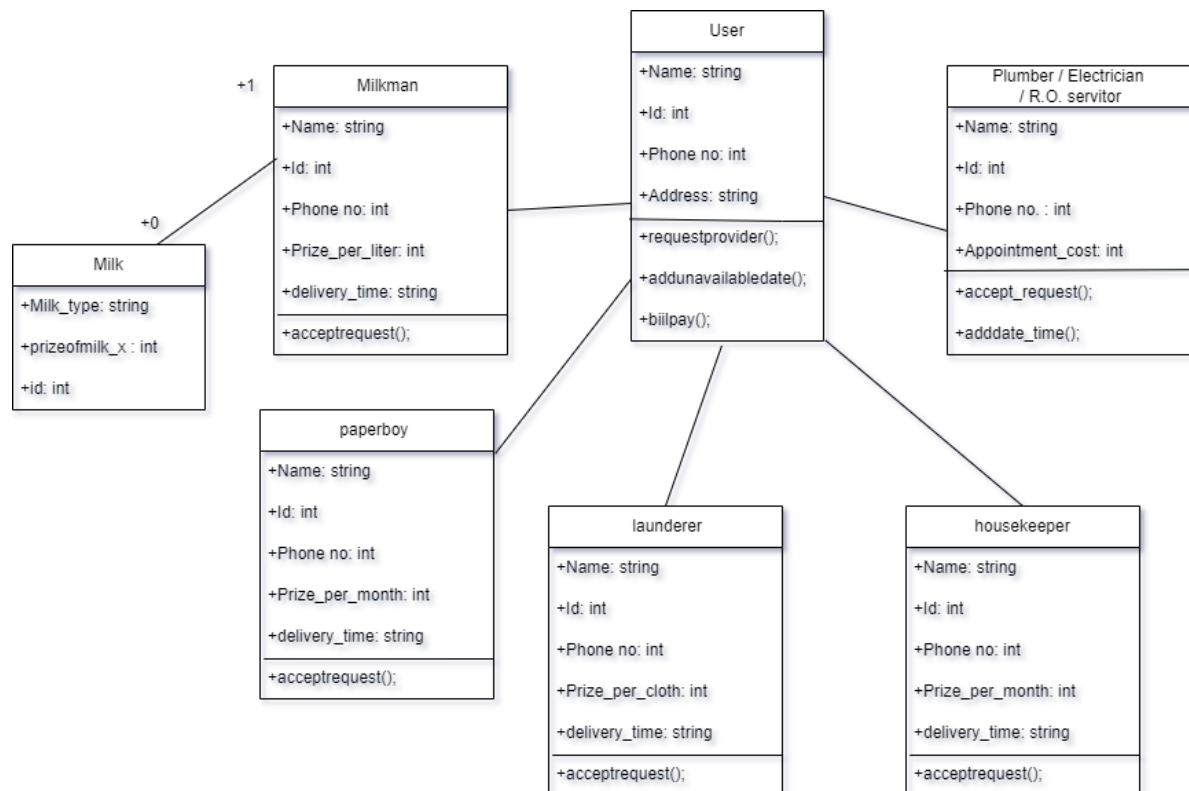 User
+Name: string
+Id: int
+Phone no: int
+Address: string
+requestprovider();
+addunavailabledate();
+biilpay();
+1
Milkman
+Name: string
+Id: int
+Phone no: int
+Prize_per_liter: int
+delivery_time: string
+acceptrequest();
Plumber / Electrician
/ R.O. servitor
+Name: string
+Id: int
+Phone no. : int
+Appointment_cost: int
+accept_request();
+adddate_time();
+0
Milk
+Milk_type: string
+prizeofmilk_x : int
+id: int
paperboy
+Name: string
+Id: int
+Phone no: int
+Prize_per_month: int
+delivery_time: string
+acceptrequest();
launderer
+Name: string
+Id: int
+Phone no: int
+Prize_per_cloth: int
+delivery_time: string
+acceptrequest();
housekeeper
+Name: string
+Id: int
+Phone no: int
+Prize_per_month: int
+delivery_time: string
+acceptrequest();